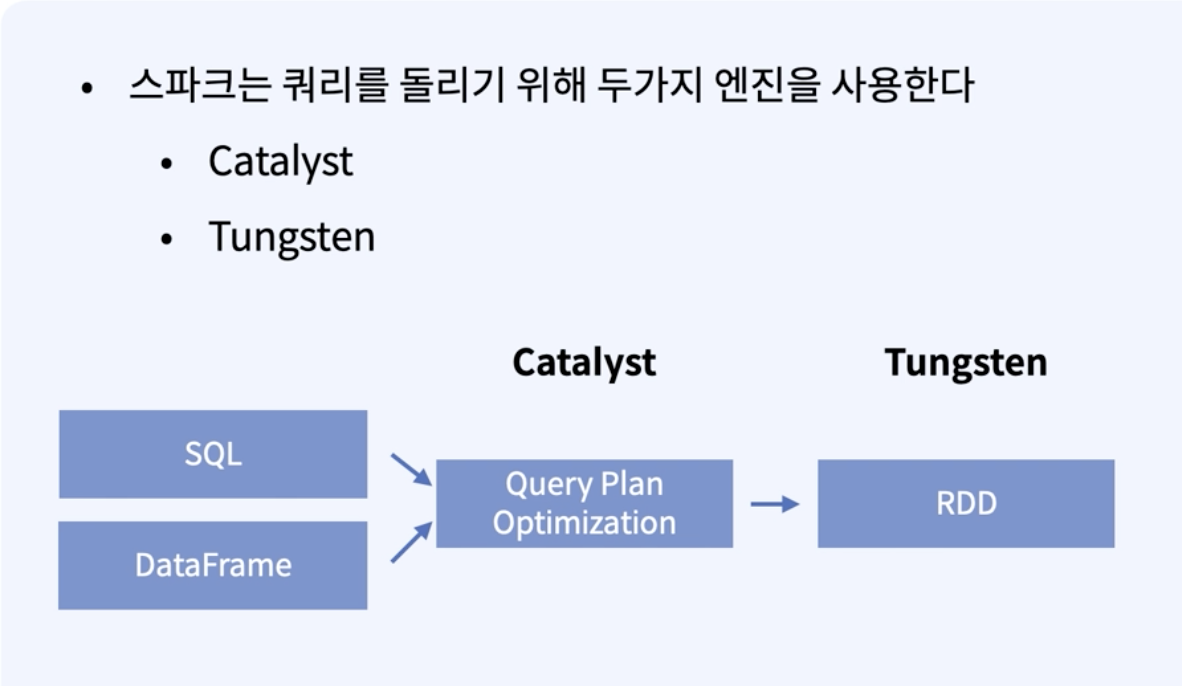 • 스파크는 쿼리를 돌리기 위해 두가지 엔진을 사용한다
• Catalyst
• Tungsten
Catalyst
Tungsten
SQL
DataFrame
Query Plan
Optimization
RDD